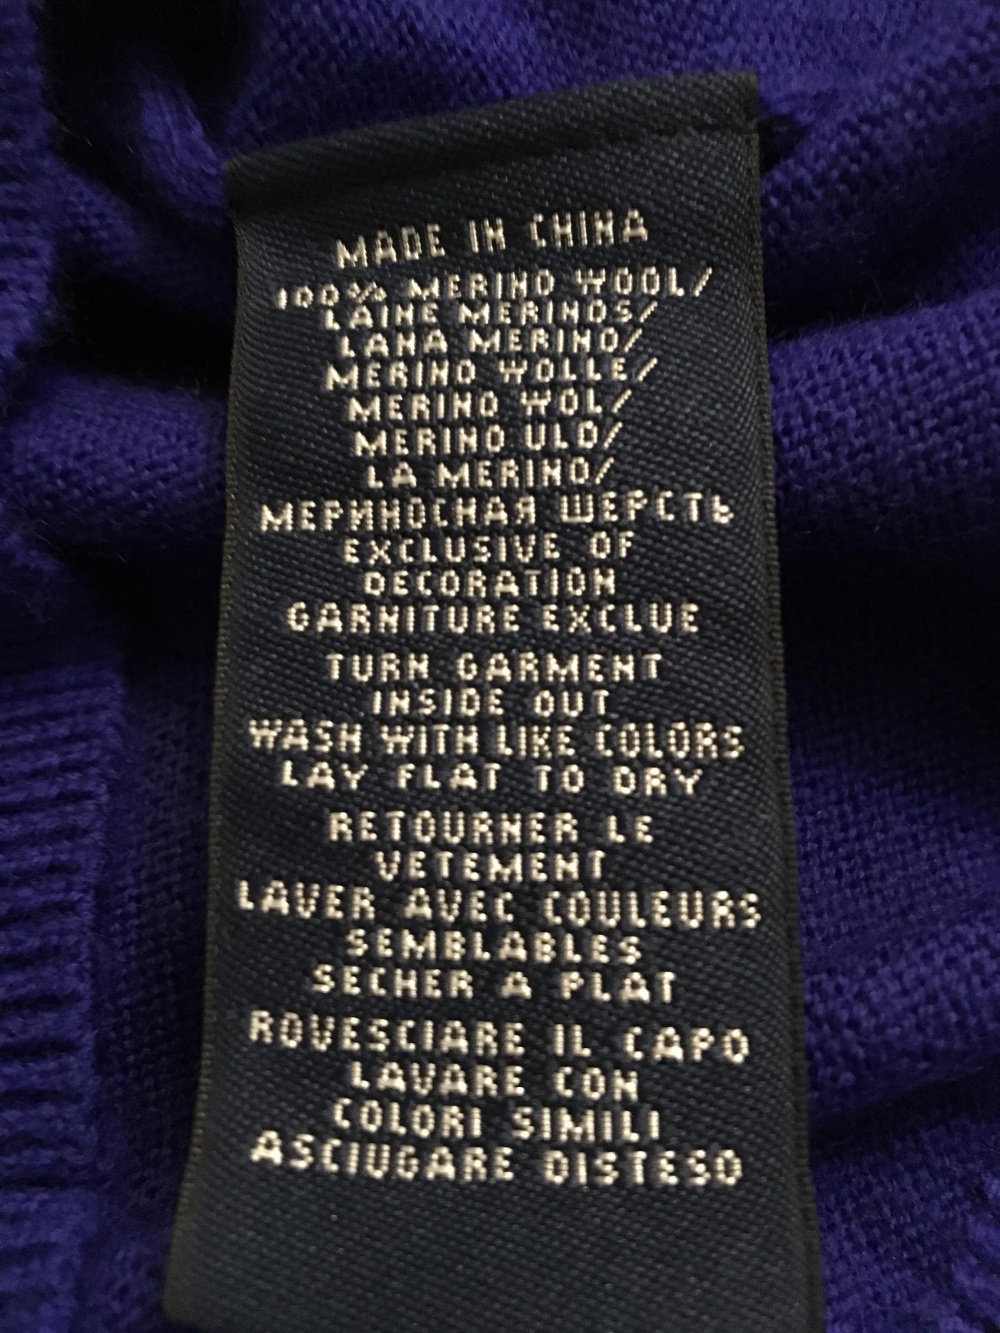 MADE IN CHINA
100% MERINO WOOL/
LAINE MERINOS/
LANA MERINO/
MERINO WOLLE/
MERINO WOL/
MERINO ULD/
LA MERINO/
МЕРИНОСНАЯ ШЕРСТЬ
EXCLUSIVE OF
DECORATION
GARNITURE EXCLUE
TURN GARMENT
INSIDE OUT
WASH WITH LIKE COLORS
LAY FLAT TO DRY
RETOURNER LE
VETEMENT
LAVER AVEC COULEURS
SEMBLABLES
SECHER A PLAT
ROVESCIARE IL CAPO
LAVARE CON
COLORI SIMILI
ASCIUGARE DISTESO